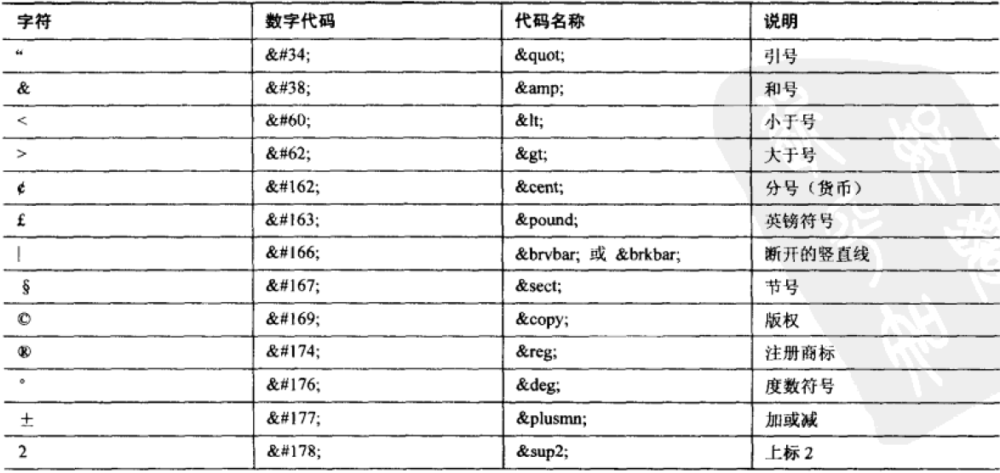 字符 数字代码 代码名称 说明
“ &#34; &quot; 引号
& &#38; &amp; 和号
< &#60; &lt; 小于号
> &#62; &gt; 大于号
¢ &#162; &cent; 分号（货币）
£ &#163; &pound; 英镑符号
| &#166; &brvbar; 或 &brkbar; 断开的竖直线
§ &#167; &sect; 节号
© &#169; &copy; 版权
® &#174; &reg; 注册商标
° &#176; &deg; 度数符号
± &#177; &plusmn; 加或减
2 &#178; &sup2; 上标 2